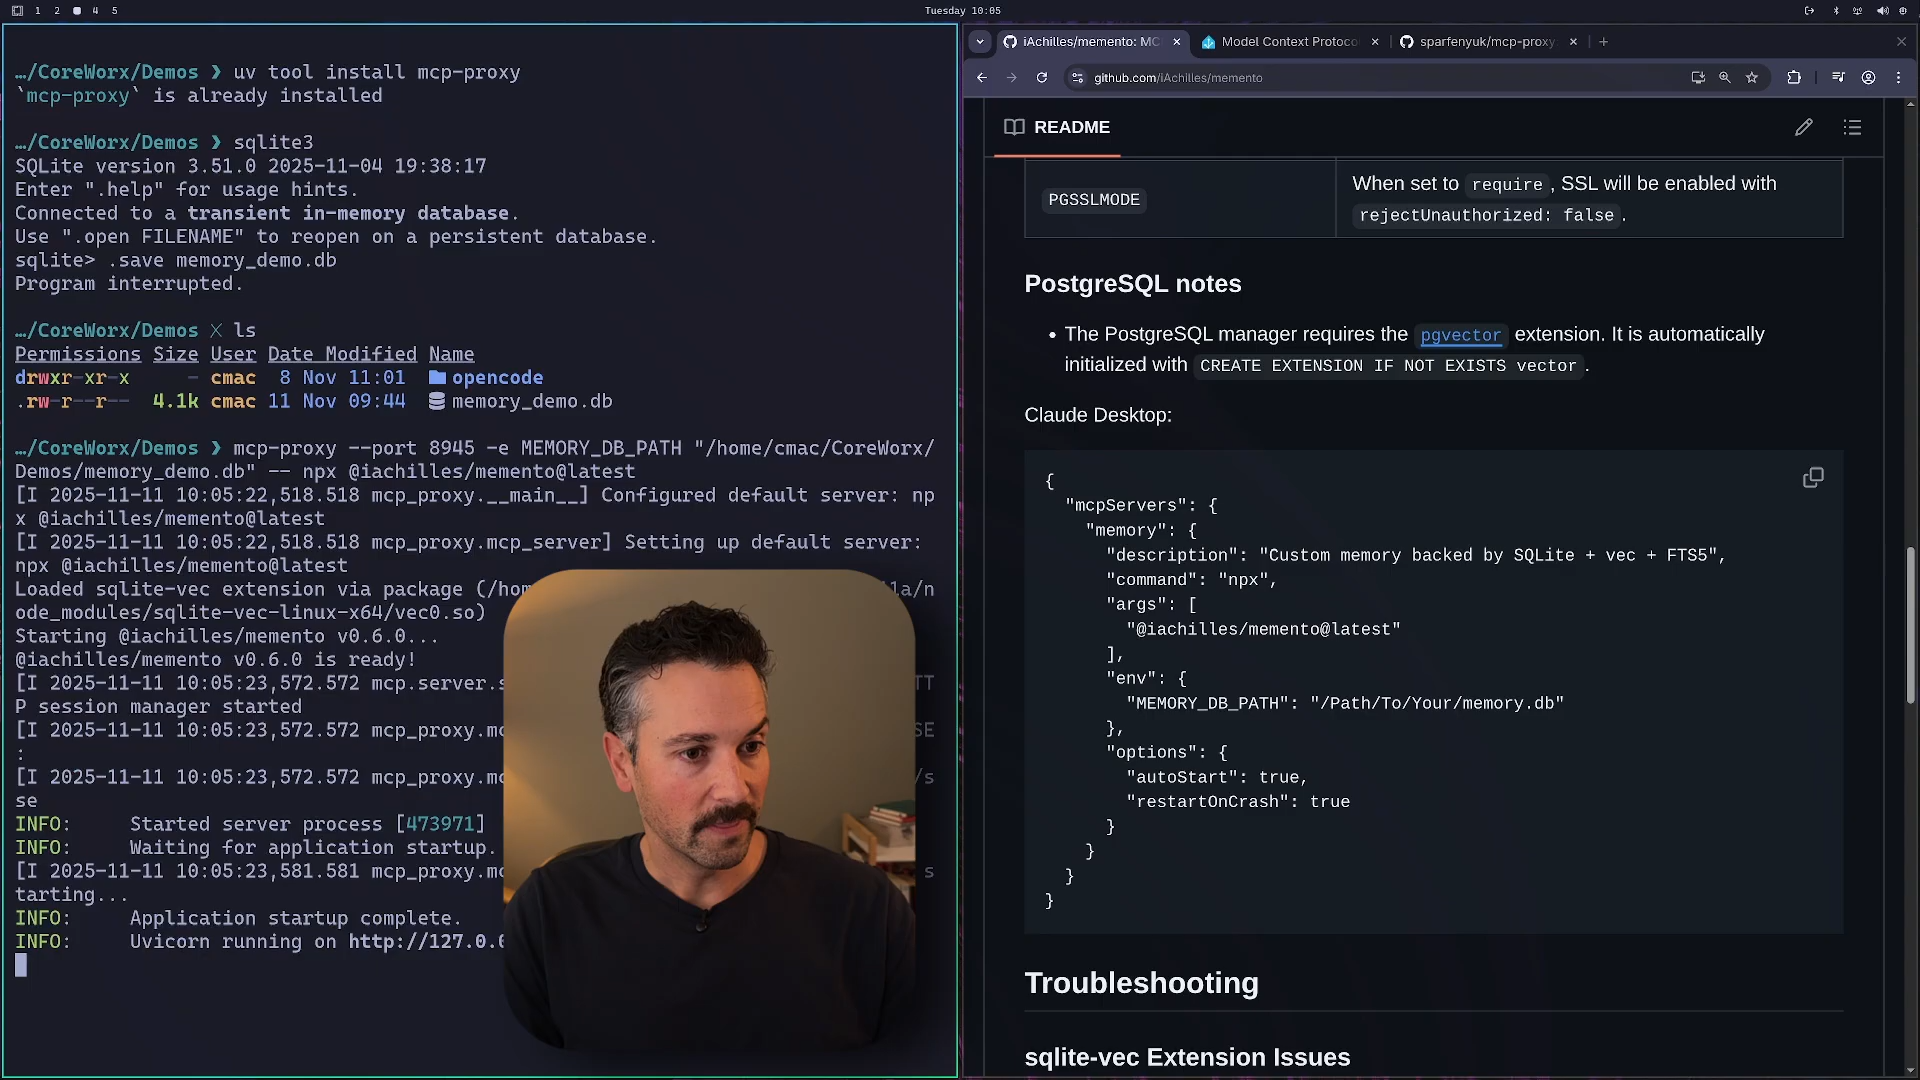 1 2 4 5
Tuesday 10:05
…/CoreWorx/Demos ❯ uv tool install mcp-proxy
`mcp-proxy` is already installed
…/CoreWorx/Demos ❯ sqlite3
SQLite version 3.51.0 2025-11-04 19:38:17
Enter ".help" for usage hints.
Connected to a transient in-memory database.
Use ".open FILENAME" to reopen on a persistent database.
sqlite> .save memory_demo.db
Program interrupted.
…/CoreWorx/Demos ✗ ls
Permissions Size User Date Modified Name
drwxr-xr-x - cmac 8 Nov 11:01 opencode
.rw-r--r-- 4.1k cmac 11 Nov 09:44 memory_demo.db
…/CoreWorx/Demos ❯ mcp-proxy --port 8945 -e MEMORY_DB_PATH "/home/cmac/CoreWorx/
Demos/memory_demo.db" -- npx @iachilles/memento@latest
[I 2025-11-11 10:05:22,518.518 mcp_proxy.__main__] Configured default server: np
x @iachilles/memento@latest
[I 2025-11-11 10:05:22,518.518 mcp_proxy.mcp_server] Setting up default server:
npx @iachilles/memento@latest
Loaded sqlite-vec extension via package (/hom a/n
ode_modules/sqlite-vec-linux-x64/vec0.so)
Starting @iachilles/memento v0.6.0...
@iachilles/memento v0.6.0 is ready!
[I 2025-11-11 10:05:23,572.572 mcp.server.s TT
P session manager started
[I 2025-11-11 10:05:23,572.572 mcp_proxy.mc SE
:
[I 2025-11-11 10:05:23,572.572 mcp_proxy.mc /s
se
INFO: Started server process [473971]
INFO: Waiting for application startup.
[I 2025-11-11 10:05:23,581.581 mcp_proxy.mc s
tarting...
INFO: Application startup complete.
INFO: Uvicorn running on http://127.0.0
iAchilles/memento: MC
Model Context Protoco
sparfenyuk/mcp-proxy
github.com/iAchilles/memento
README
PGSSLMODE
When set to require, SSL will be enabled with
rejectUnauthorized: false.
PostgreSQL notes
• The PostgreSQL manager requires the pgvector extension. It is automatically
initialized with CREATE EXTENSION IF NOT EXISTS vector.
Claude Desktop:
{
"mcpServers": {
"memory": {
"description": "Custom memory backed by SQLite + vec + FTS5",
"command": "npx",
"args": [
"@iachilles/memento@latest"
],
"env": {
"MEMORY_DB_PATH": "/Path/To/Your/memory.db"
},
"options": {
"autoStart": true,
"restartOnCrash": true
}
}
}
}
Troubleshooting
sqlite-vec Extension Issues